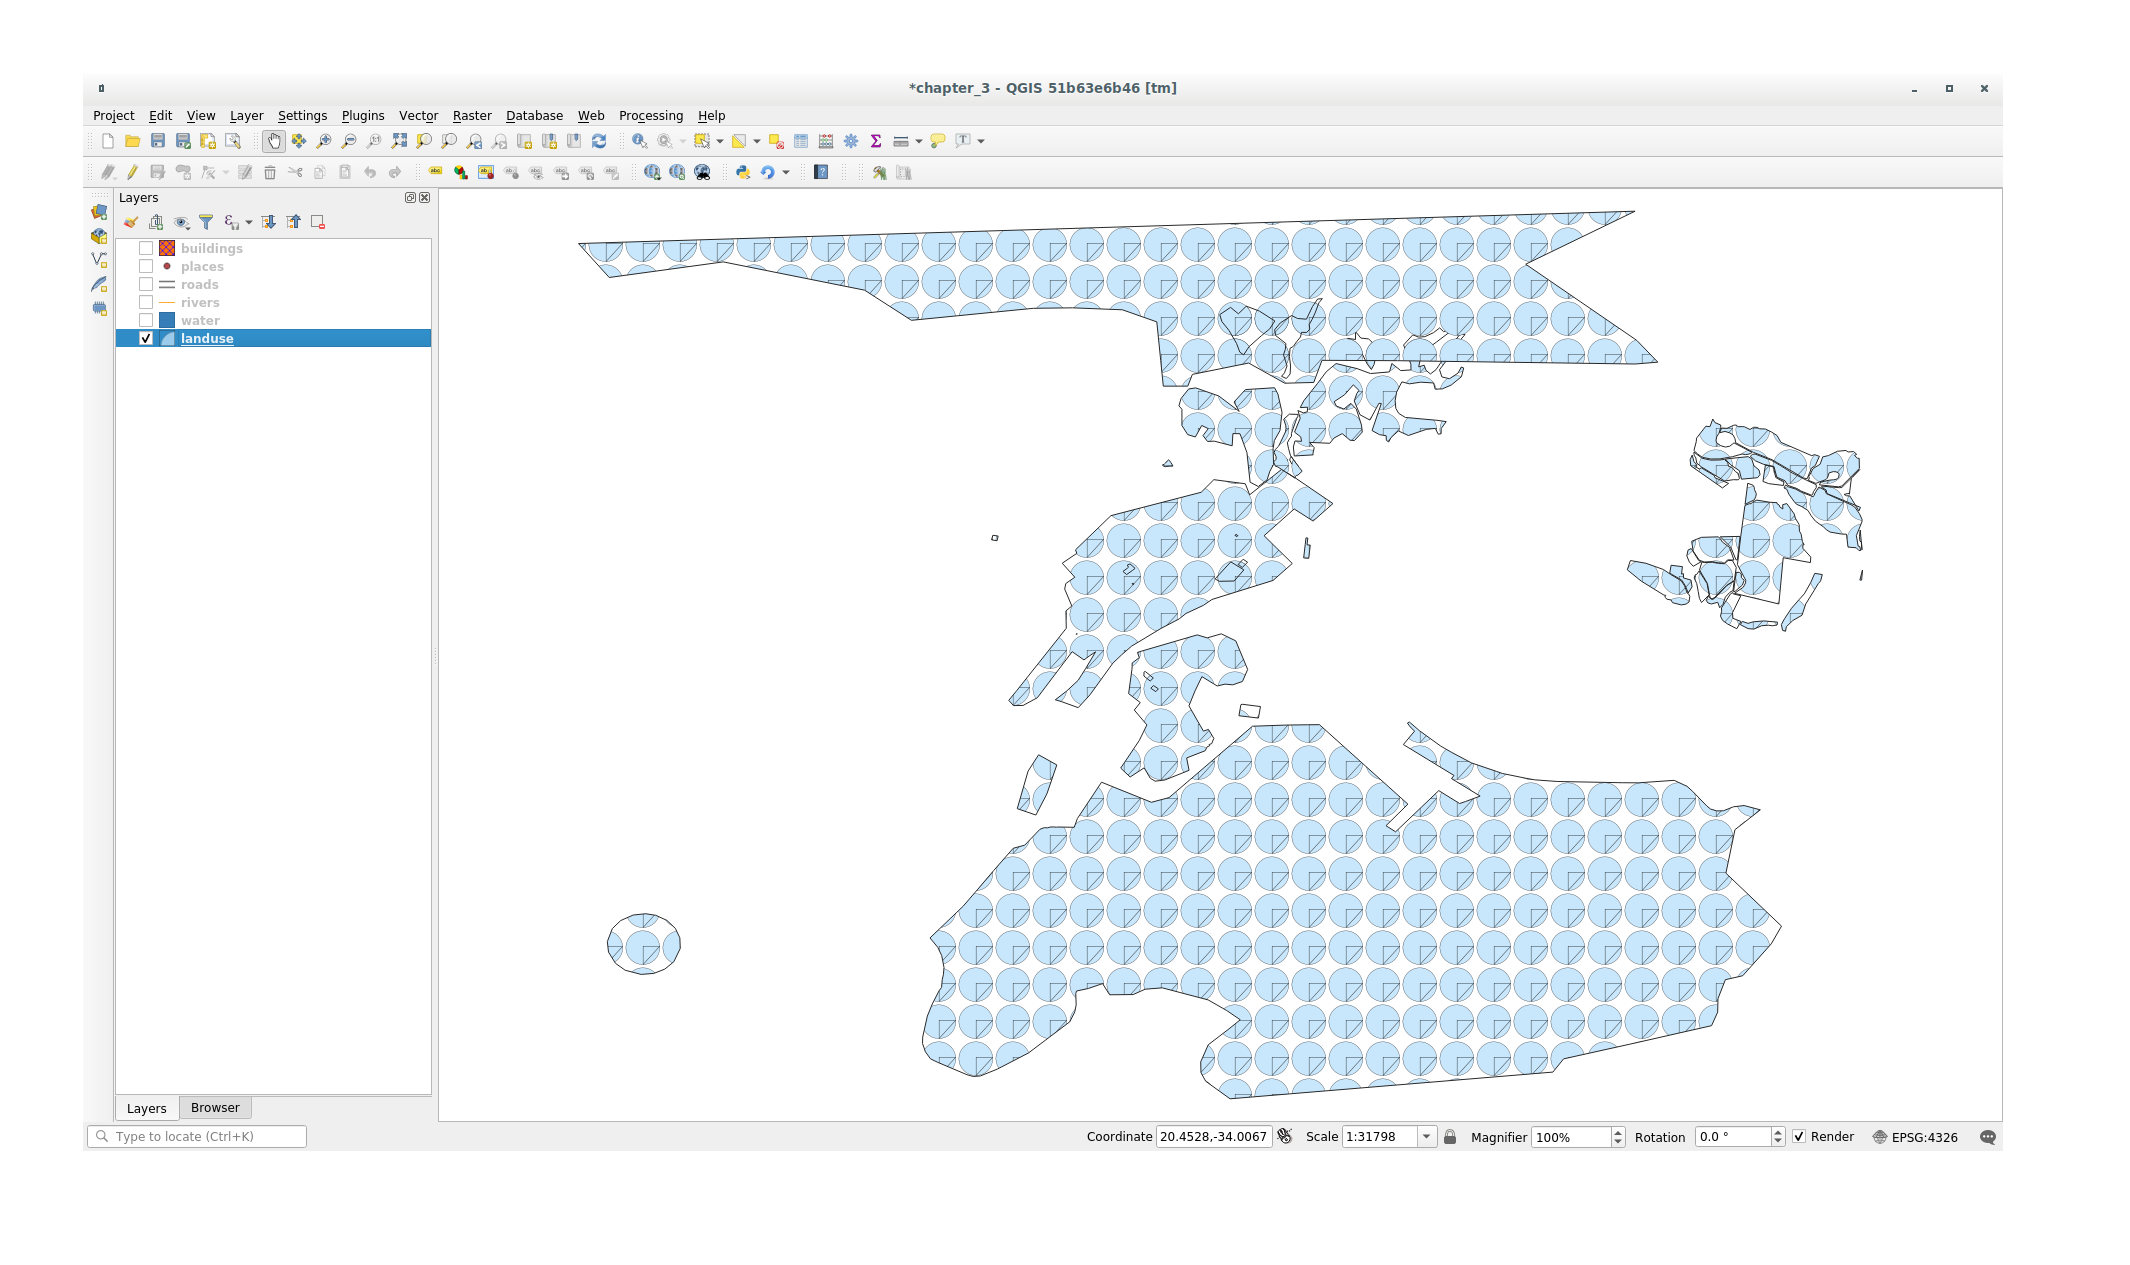 *chapter_3 - QGIS 51b63e6b46 [tm]
Project Edit View Layer Settings Plugins Vector Raster Database Web Processing Help
Layers
buildings
places
roads
rivers
water
landuse
Layers Browser
Type to locate (Ctrl+K) Coordinate 20.4528,-34.0067 Scale 1:31798 Magnifier 100% Rotation 0.0 ° Render EPSG:4326